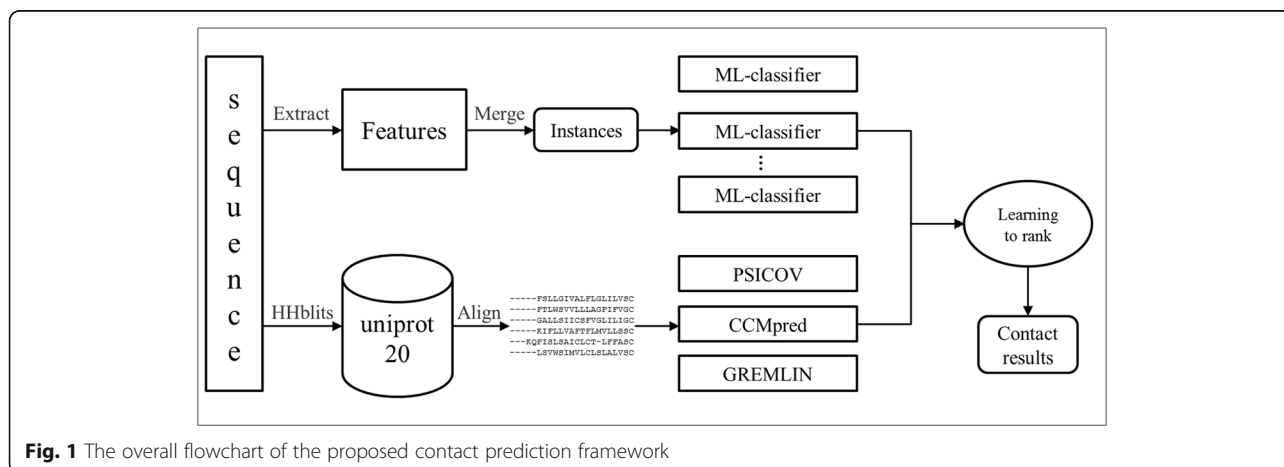 sequence
Extract
Features
Merge
Instances
ML-classifier
ML-classifier
⋮
ML-classifier
HHblits
uniprot
20
Align
-----FSLLGIVALFLGLILVSC
----FTLWSVVLLLAGFIFVGC
----GALLSIICSFVGLILIGC
----KIFLLVAFTFLMVLLSSC
--KQFISLSAICLCT-LFFASC
-----LSVWSIMVLCLSLALVSC
PSICOV
CCMpred
GREMLIN
Learning
to rank
Contact
results
Fig. 1 The overall flowchart of the proposed contact prediction framework